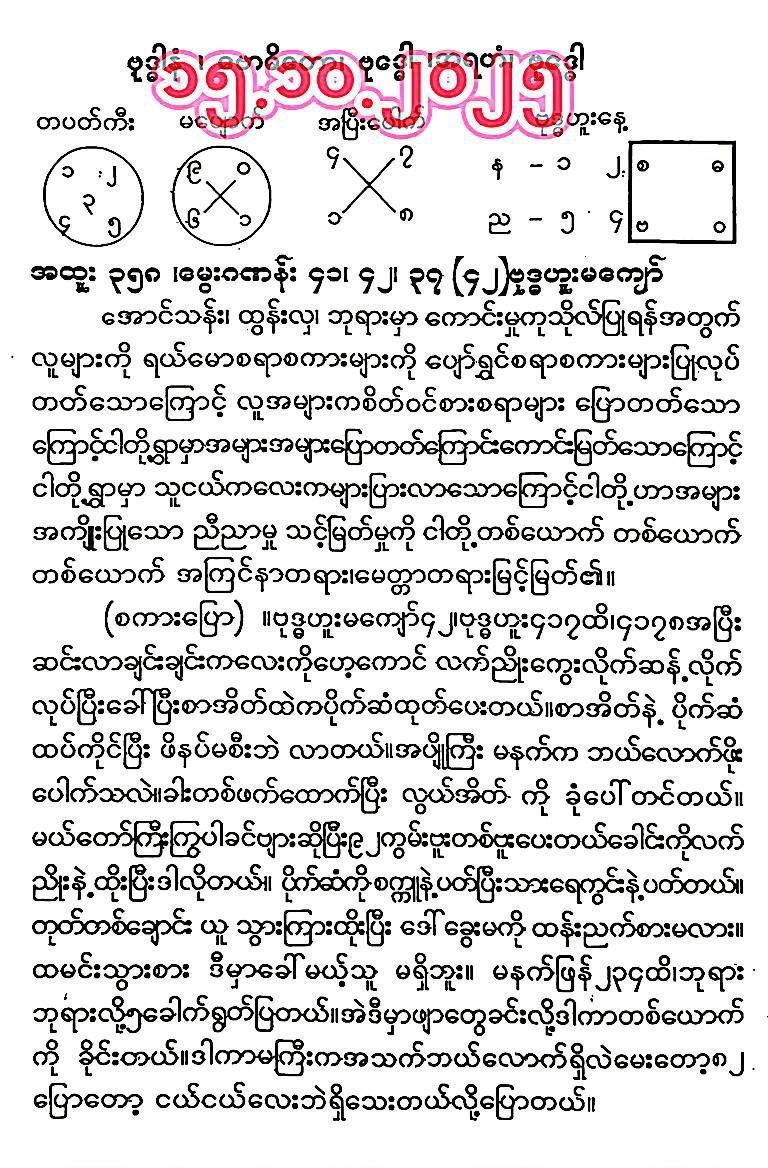 ဗုဒ္ဓါနံ ၊ ဗုဒ္ဓေါ ၊အရဟံ၊ ဗုဒ္ဓေါ
၁၅.၁၀.၂၀၂၅
တပတ်ကီး မပျောက် အပြီးပေါက် ဗုဒ္ဓဟူးနေ့
၁ ၂ ၃ ၄ ၅
၉ ၀ ၆ ၁
၄ ၇ ၁ ၈
န – ၁ ၂
ည – ၅ ၄
စ ဓ ဗ ဝ
အထူး ၃၅၈ ၊မွေးဂဏန်း ၄၁၊ ၄၂၊ ၃၇ (၄၂)ဗုဒ္ဓဟူးမကျော်
အောင်သန်း၊ ထွန်းလှ၊ ဘုရားမှာ ကောင်းမှုကုသိုလ်ပြုရန်အတွက်
လူများကို ရယ်မောစရာစကားများကို ပျော်ရွှင်စရာစကားများပြုလုပ်
တတ်သောကြောင့် လူအများကစိတ်ဝင်စားစရာများ ပြောတတ်သော
ကြောင့်ငါတို့ရွာမှာအများအများပြောတတ်ကြောင်းကောင်းမြတ်သောကြောင့်
ငါတို့ရွာမှာ သူငယ်ကလေးကများပြားလာသောကြောင့်ငါတို့ဟာအများ
အကျိုးပြုသော ညီညာမှု သင့်မြတ်မှုကို ငါတို့တစ်ယောက် တစ်ယောက်
တစ်ယောက် အကြင်နာတရား၊မေတ္တာတရားမြင့်မြတ်၏။
(စကားပြော) ။ဗုဒ္ဓဟူးမကျော်၄၂၊ဗုဒ္ဓဟူး၄၁၇ထိ၊၄၁၇၈အပြီး
ဆင်းလာချင်းချင်းကလေးကိုဟေ့ကောင် လက်ညှိုးကွေးလိုက်ဆန့်လိုက်
လုပ်ပြီးခေါ်ပြီးစာအိတ်ထဲကပိုက်ဆံထုတ်ပေးတယ်။စာအိတ်နဲ့ ပိုက်ဆံ
ထပ်ကိုင်ပြီး ဖိနပ်မစီးဘဲ လာတယ်။အပျိုကြီး မနက်က ဘယ်လောက်ဖိုး
ပေါက်သလဲ။ခါးတစ်ဖက်ထောက်ပြီး လွယ်အိတ် ကို ခုံပေါ်တင်တယ်။
မယ်တော်ကြီးကြွပါခင်ဗျားဆိုပြီး၉၂ကွမ်းဗူးတစ်ဗူးပေးတယ်ခေါင်းကိုလက်
ညှိုးနဲ့ထိုးပြီးဒါလိုတယ်။ ပိုက်ဆံကိုစက္ကူနဲ့ပတ်ပြီးသားရေကွင်းနဲ့ပတ်တယ်။
တုတ်တစ်ချောင်း ယူ သွားကြားထိုးပြီး ဒေါ်ခွေးမကို ထန်းညက်စားမလား။
ထမင်းသွားစား ဒီမှာခေါ်မယ့်သူ မရှိဘူး။ မနက်ဖြန်၂၃၄ထိ၊ဘုရား
ဘုရားလို့၅ခေါက်ရွတ်ပြတယ်။အဲဒီမှာဖျာတွေခင်းလို့ဒါကာတစ်ယောက်
ကို ခိုင်းတယ်။ဒါကာမကြီးကအသက်ဘယ်လောက်ရှိလဲမေးတော့၈၂
ပြောတော့ ငယ်ငယ်လေးဘဲရှိသေးတယ်လို့ပြောတယ်။